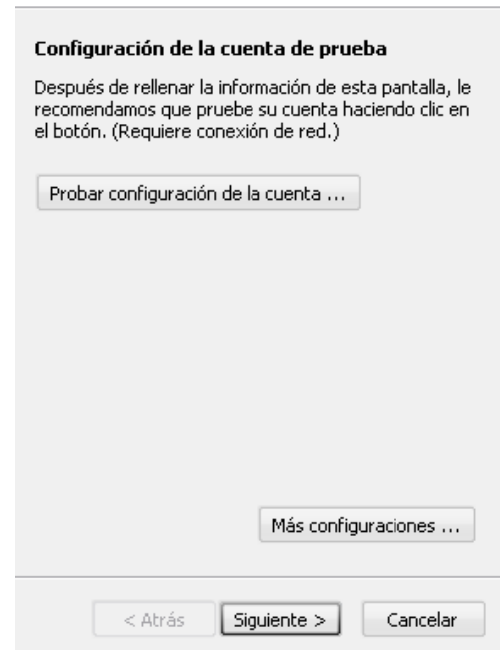 Configuración de la cuenta de prueba
Después de rellenar la información de esta pantalla, le
recomendamos que pruebe su cuenta haciendo clic en
el botón. (Requiere conexión de red.)
Probar configuración de la cuenta ...
Más configuraciones ...
< Atrás Siguiente > Cancelar